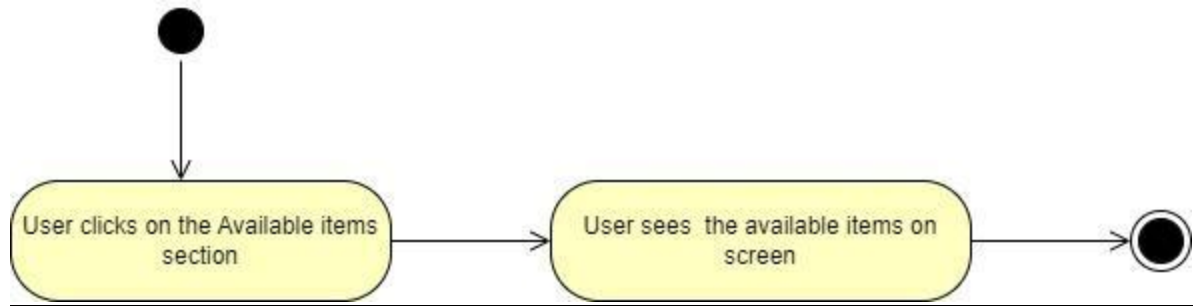 User clicks on the Available items
section
User sees  the available items on
screen